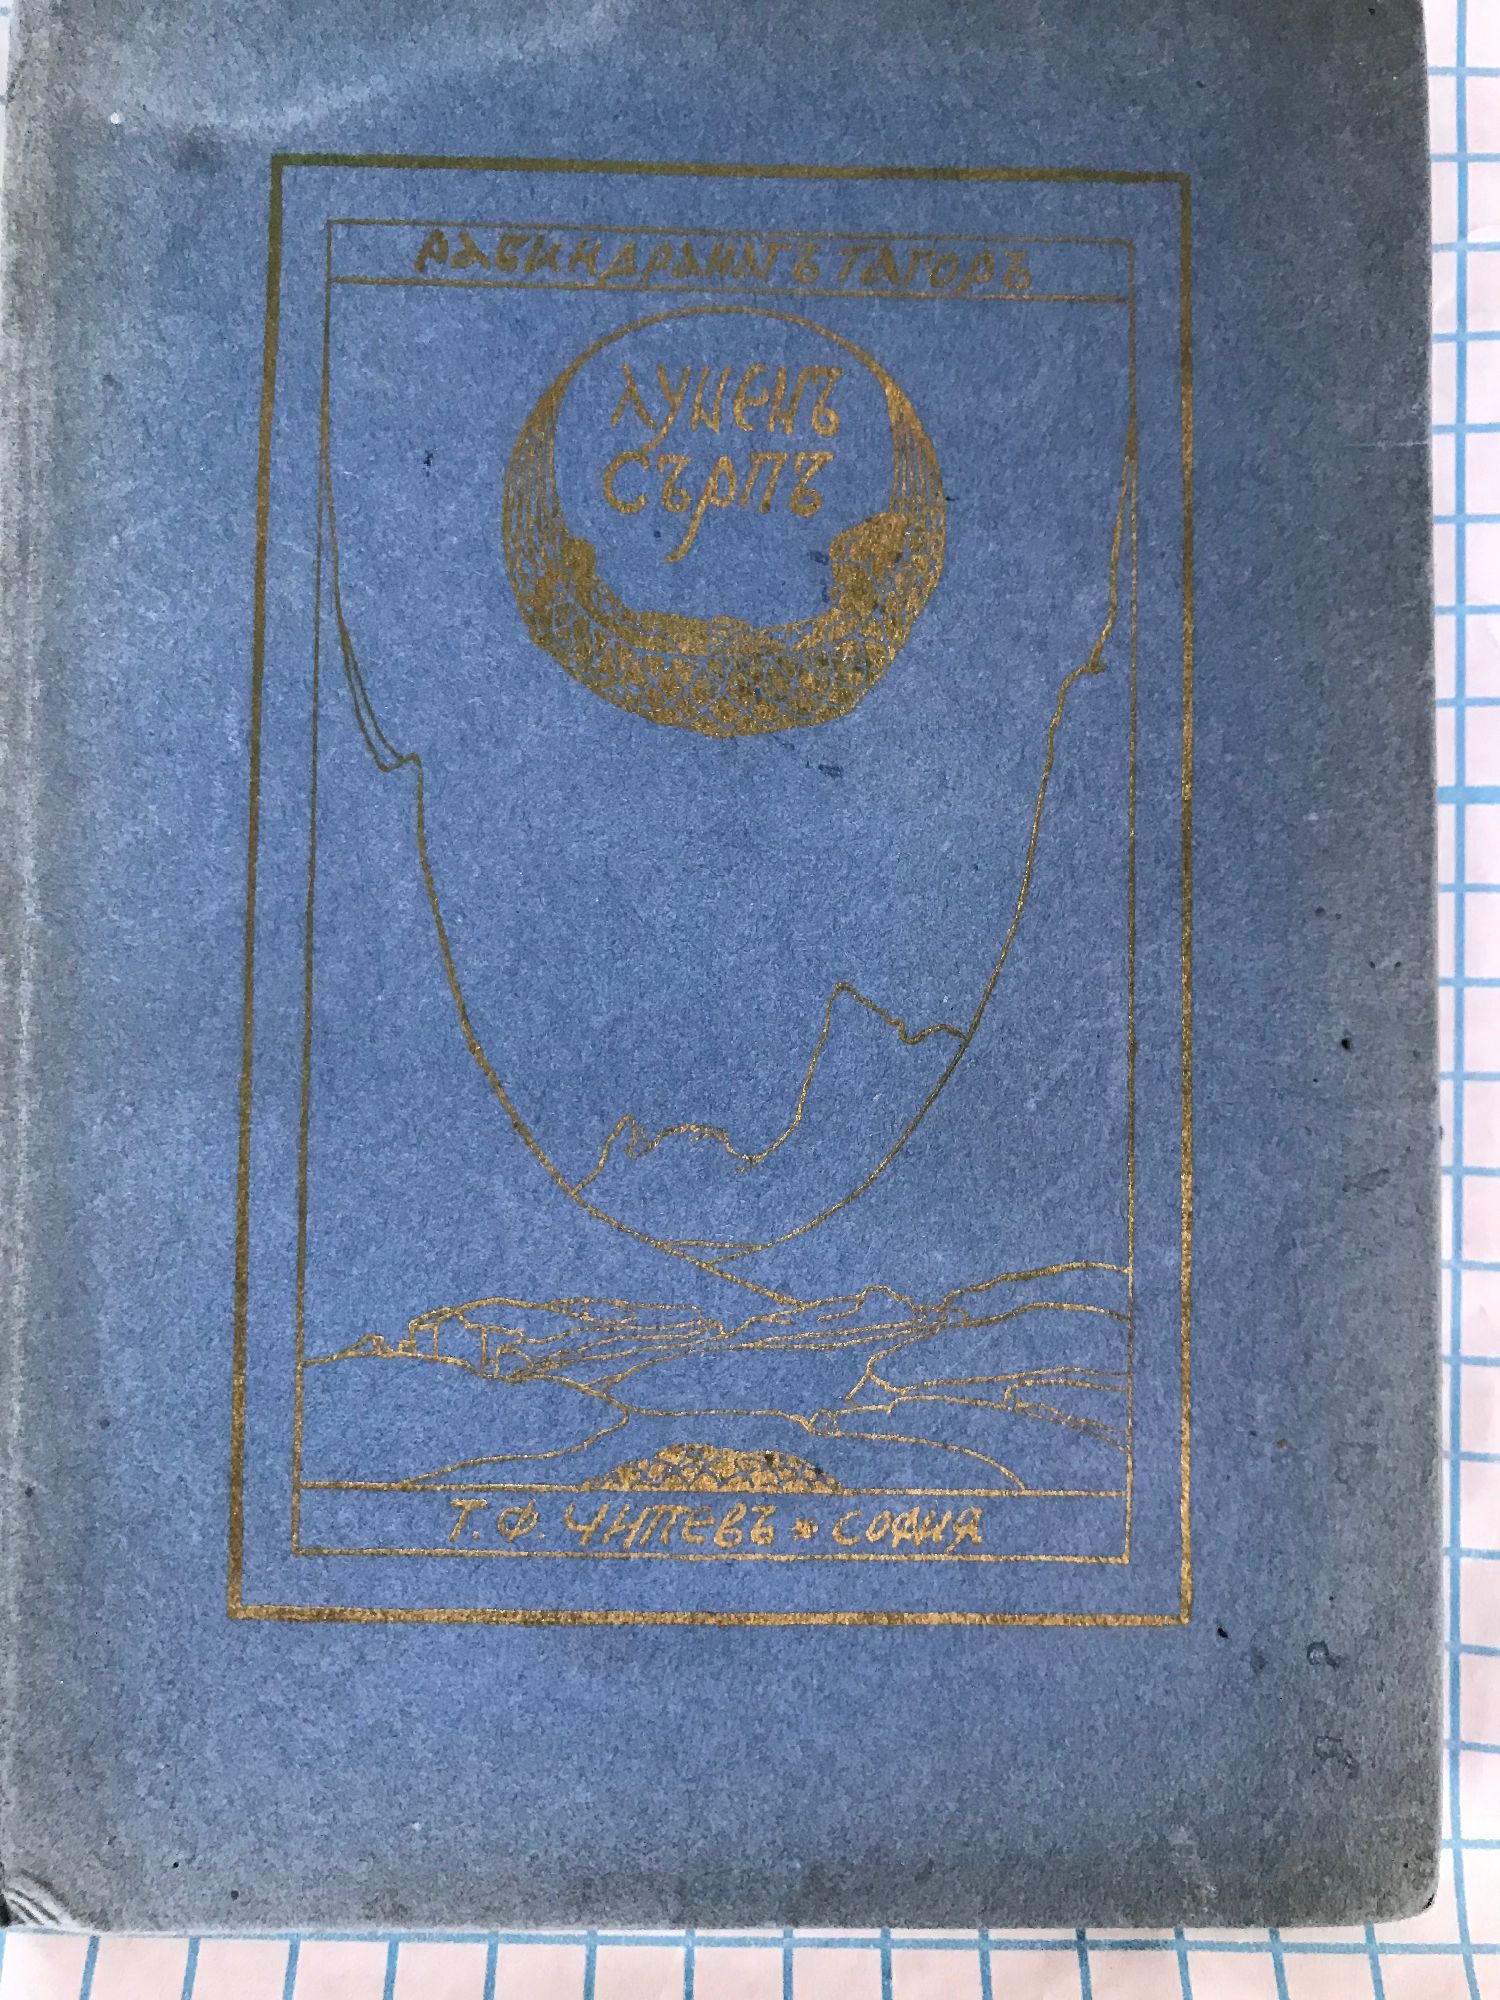 Рабиндранатъ Тагоръ
Луненъ
Сърпъ
Т. Ф. Чипевъ * София